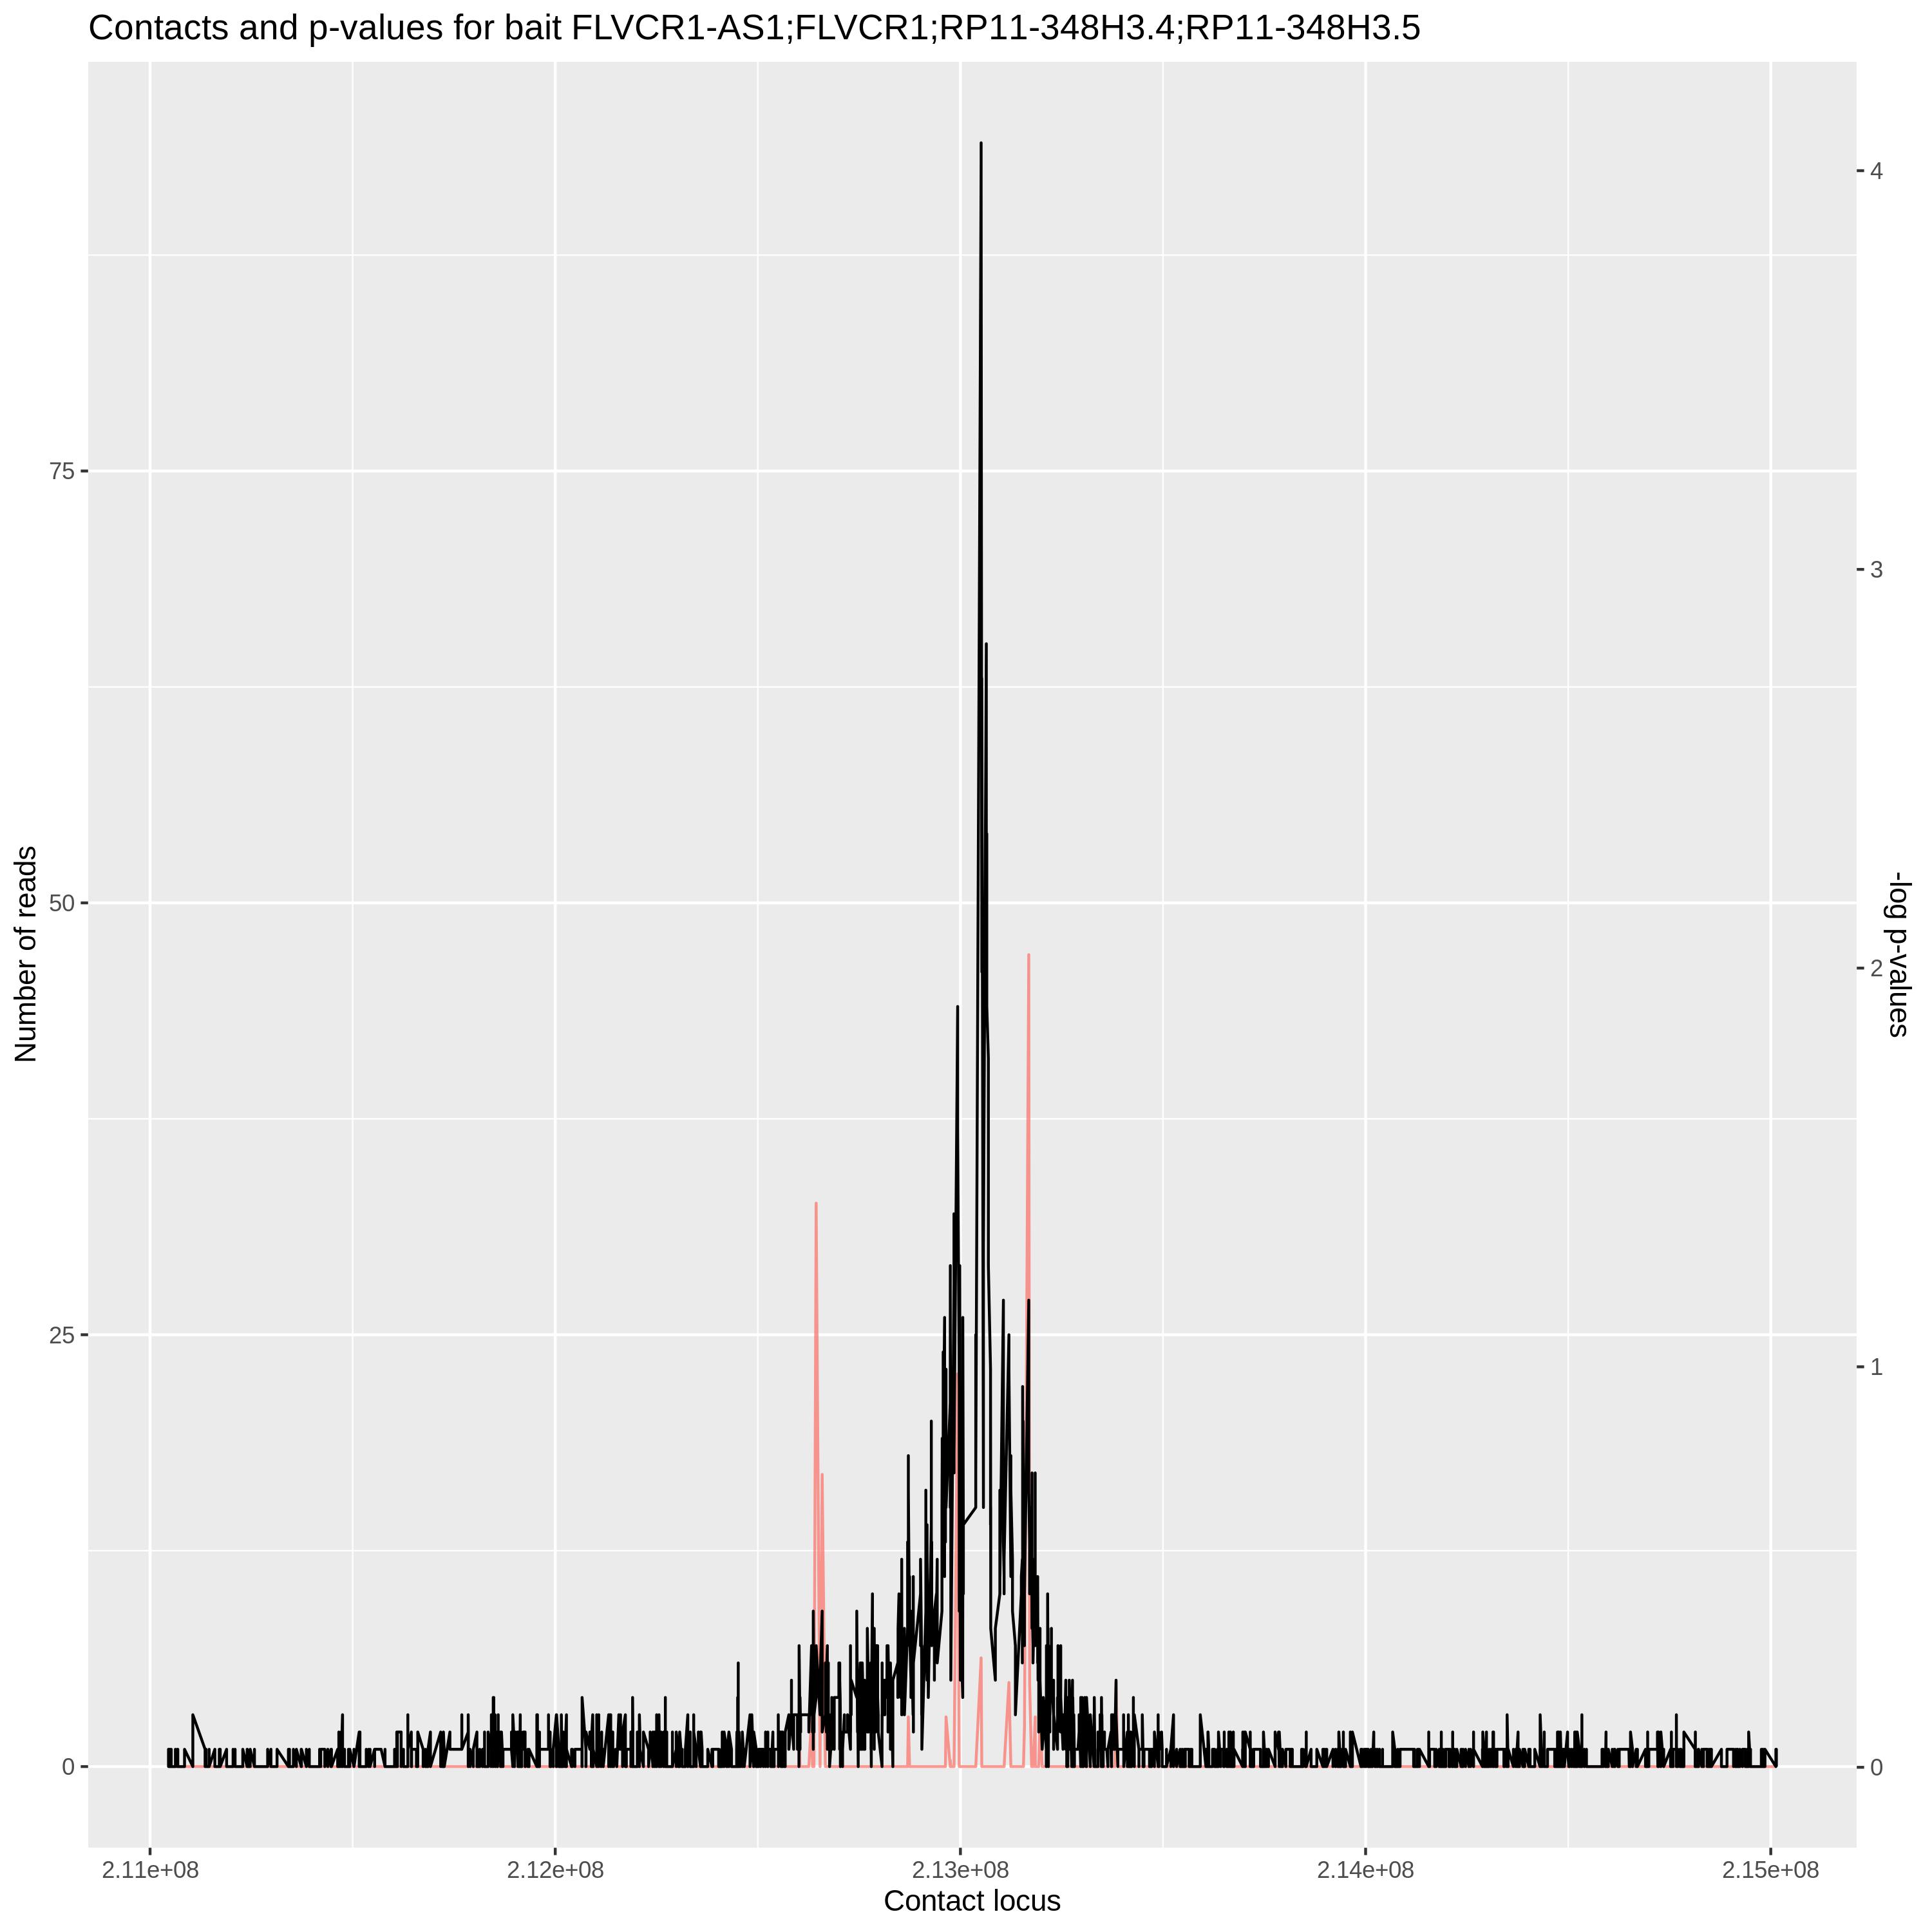 Contacts and p-values for bait FLVCR1-AS1;FLVCR1;RP11-348H3.4;RP11-348H3.5
4
75
3
50
2
25
1
0
0
Number of reads
-log p-values
2.11e+08 2.12e+08 2.13e+08 2.14e+08 2.15e+08
Contact locus